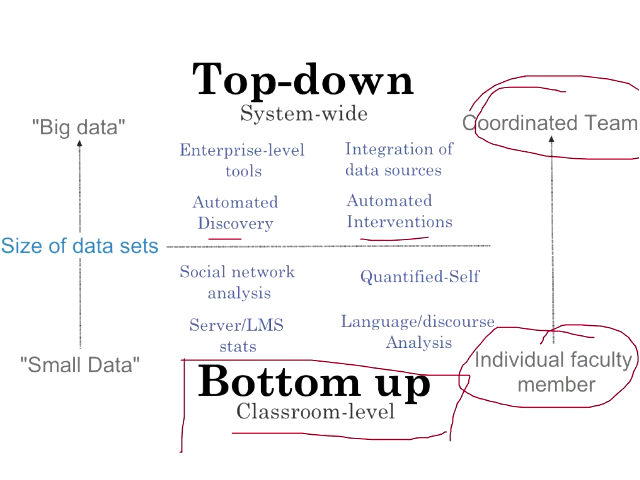 Top-down
System-wide
"Big data"
Coordinated Team
Enterprise-level
tools
Integration of
data sources
Automated
Discovery
Automated
Interventions
Size of data sets
Social network
analysis
Quantified-Self
Server/LMS
stats
Language/discourse
Analysis
"Small Data"
Individual faculty
member
Bottom up
Classroom-level